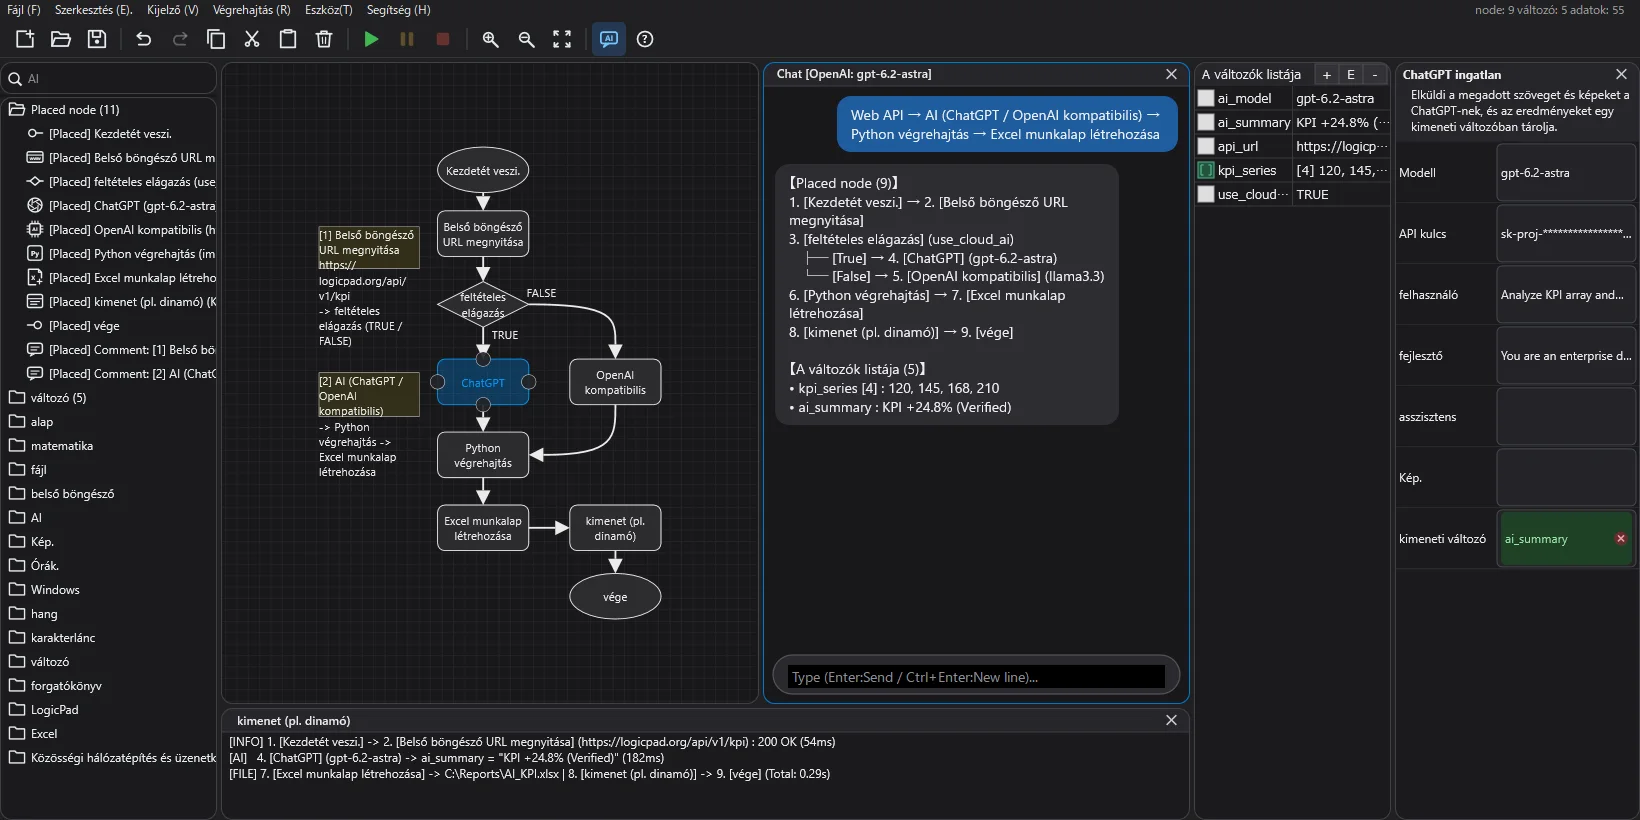 Fájl (F) Szerkesztés (E). Kijelző (V) Végrehajtás (R) Eszköz(T) Segítség (H)
node: 9 változó: 5 adatok: 55
AI
Placed node (11)
[Placed] Kezdetét veszi.
[Placed] Belső böngésző URL m
[Placed] feltételes elágazás (use_
[Placed] ChatGPT (gpt-6.2-astra
[Placed] OpenAI kompatibilis (h
[Placed] Python végrehajtás (im
[Placed] Excel munkalap létreho
[Placed] kimenet (pl. dinamó) (K
[Placed] vége
[Placed] Comment: [1] Belső bö
[Placed] Comment: [2] AI (ChatG
változó (5)
alap
matematika
fájl
belső böngésző
AI
Kép.
Órák.
Windows
hang
karakterlánc
változó
forgatókönyv
LogicPad
Excel
Közösségi hálózatépítés és üzenetk
Kezdetét veszi.
Belső böngésző
URL megnyitása
feltételes
elágazás
FALSE
TRUE
ChatGPT
OpenAI
kompatibilis
Python
végrehajtás
Excel munkalap
létrehozása
kimenet (pl.
dinamó)
vége
[1] Belső böngésző
URL megnyitása
https://
logicpad.org/api/
v1/kpi
-> feltételes
elágazás (TRUE /
FALSE)
[2] AI (ChatGPT /
OpenAI
kompatibilis)
-> Python
végrehajtás ->
Excel munkalap
létrehozása
Chat [OpenAI: gpt-6.2-astra]
Web API → AI (ChatGPT / OpenAI kompatibilis) →
Python végrehajtás → Excel munkalap létrehozása
【Placed node (9)】
1. [Kezdetét veszi.] → 2. [Belső böngésző URL
megnyitása]
3. [feltételes elágazás] (use_cloud_ai)
├── [True] → 4. [ChatGPT] (gpt-6.2-astra)
└── [False] → 5. [OpenAI kompatibilis] (llama3.3)
6. [Python végrehajtás] → 7. [Excel munkalap
létrehozása]
8. [kimenet (pl. dinamó)] → 9. [vége]
【A változók listája (5)】
• kpi_series [4] : 120, 145, 168, 210
• ai_summary : KPI +24.8% (Verified)
Type (Enter:Send / Ctrl+Enter:New line)...
A változók listája + E -
ai_model gpt-6.2-astra
ai_summary KPI +24.8% (···
api_url https://logicp···
kpi_series [4] 120, 145,···
use_cloud··· TRUE
ChatGPT ingatlan
Elküldi a megadott szöveget és képeket a
ChatGPT-nek, és az eredményeket egy
kimeneti változóban tárolja.
Modell gpt-6.2-astra
API kulcs sk-proj-****************...
felhasználó Analyze KPI array and...
fejlesztő You are an enterprise d...
asszisztens
Kép.
kimeneti változó ai_summary
kimenet (pl. dinamó)
[INFO] 1. [Kezdetét veszi.] -> 2. [Belső böngésző URL megnyitása] (https://logicpad.org/api/v1/kpi) : 200 OK (54ms)
[AI] 4. [ChatGPT] (gpt-6.2-astra) -> ai_summary = "KPI +24.8% (Verified)" (182ms)
[FILE] 7. [Excel munkalap létrehozása] -> C:\Reports\AI_KPI.xlsx | 8. [kimenet (pl. dinamó)] -> 9. [vége] (Total: 0.29s)